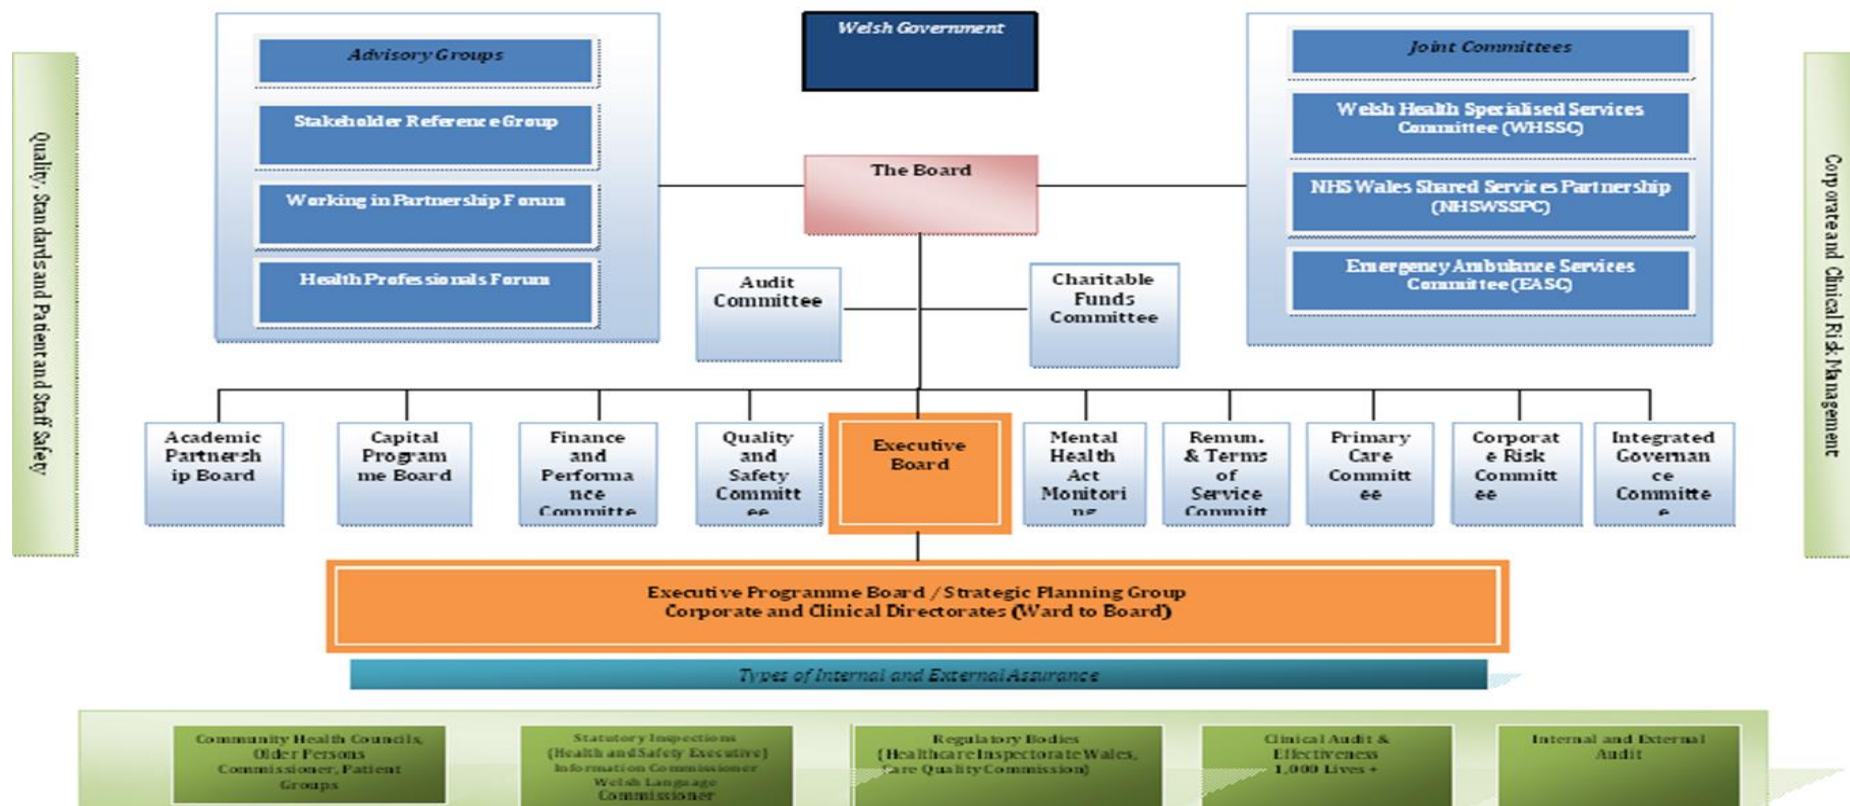 Welsh Government
Advisory Groups
Stakeholder Reference Group
Working in Partnership Forum
Health Professionals Forum
Joint Committees
Welsh Health Specialised Services
Committee (WHSSC)
NHS Wales Shared Services Partnership
(NHSWSSPC)
Emergency Ambulance Services
Committee (EASC)
Quality, Standards and Patient and Staff Safety
Corporate and Clinical Risk Management
The Board
Audit
Committee
Charitable
Funds
Committee
Academic
Partnersh
ip Board
Capital
Program
me Board
Finance
and
Performa
nce
Committe
Quality
and
Safety
Committ
ee
Executive
Board
Mental
Health
Act
Monitori
ng
Remun.
& Terms
of
Service
Committ
Primary
Care
Committ
ee
Corporat
e Risk
Committ
ee
Integrated
Governan
ce
Committe
e
Executive Programme Board / Strategic Planning Group
Corporate and Clinical Directorates (Ward to Board)
Types of Internal and External Assurance
Community Health Councils,
Older Persons
Commissioner, Patient
Groups
Statutory Inspections
(Health and Safety Executive)
Information Commissioner
Welsh Language
Commissioner
Regulatory Bodies
(Healthcare Inspectorate Wales,
Care Quality Commission)
Clinical Audit &
Effectiveness
1,000 Lives +
Internal and External
Audit